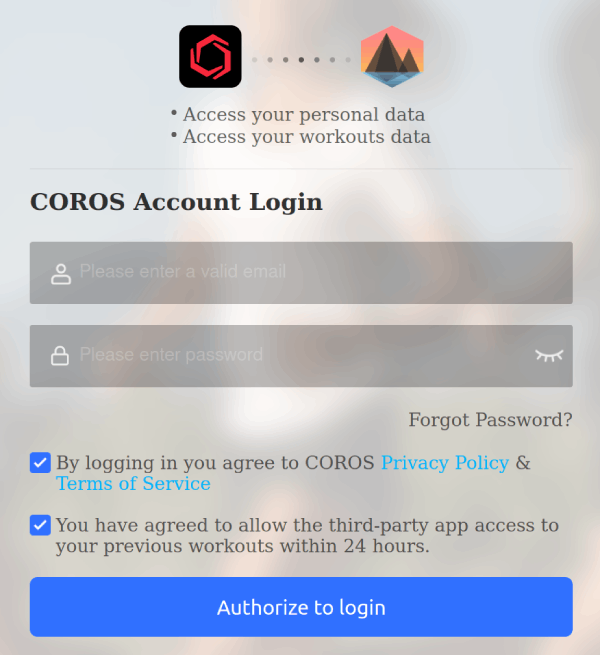 • Access your personal data
• Access your workouts data
COROS Account Login
Please enter a valid email
Please enter password
Forgot Password?
By logging in you agree to COROS Privacy Policy &
Terms of Service
You have agreed to allow the third-party app access to
your previous workouts within 24 hours.
Authorize to login